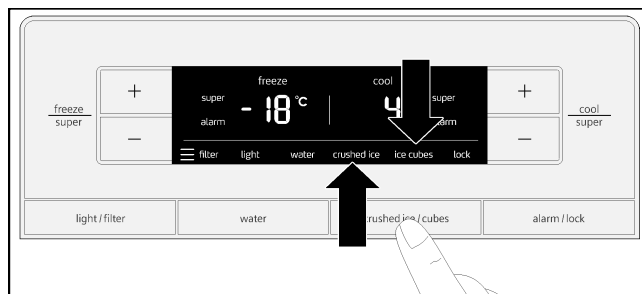 freeze
super
+
−
freeze cool
super super
- 18 °C 4
alarm
filter light water crushed ice ice cubes lock
+
−
cool
super
light / filter water crushed ice / cubes alarm / lock